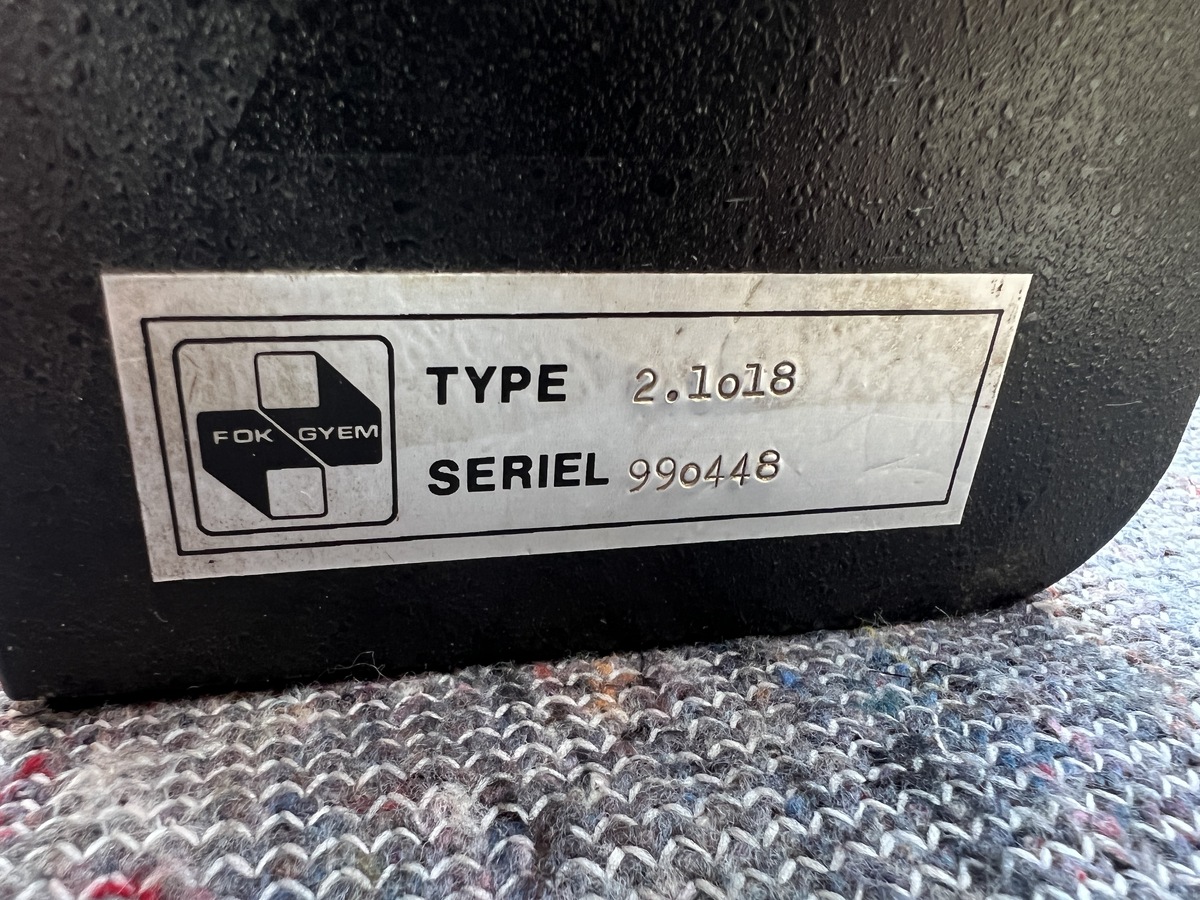 FOK GYEM
TYPE 2.1o18
SERIEL 99o448